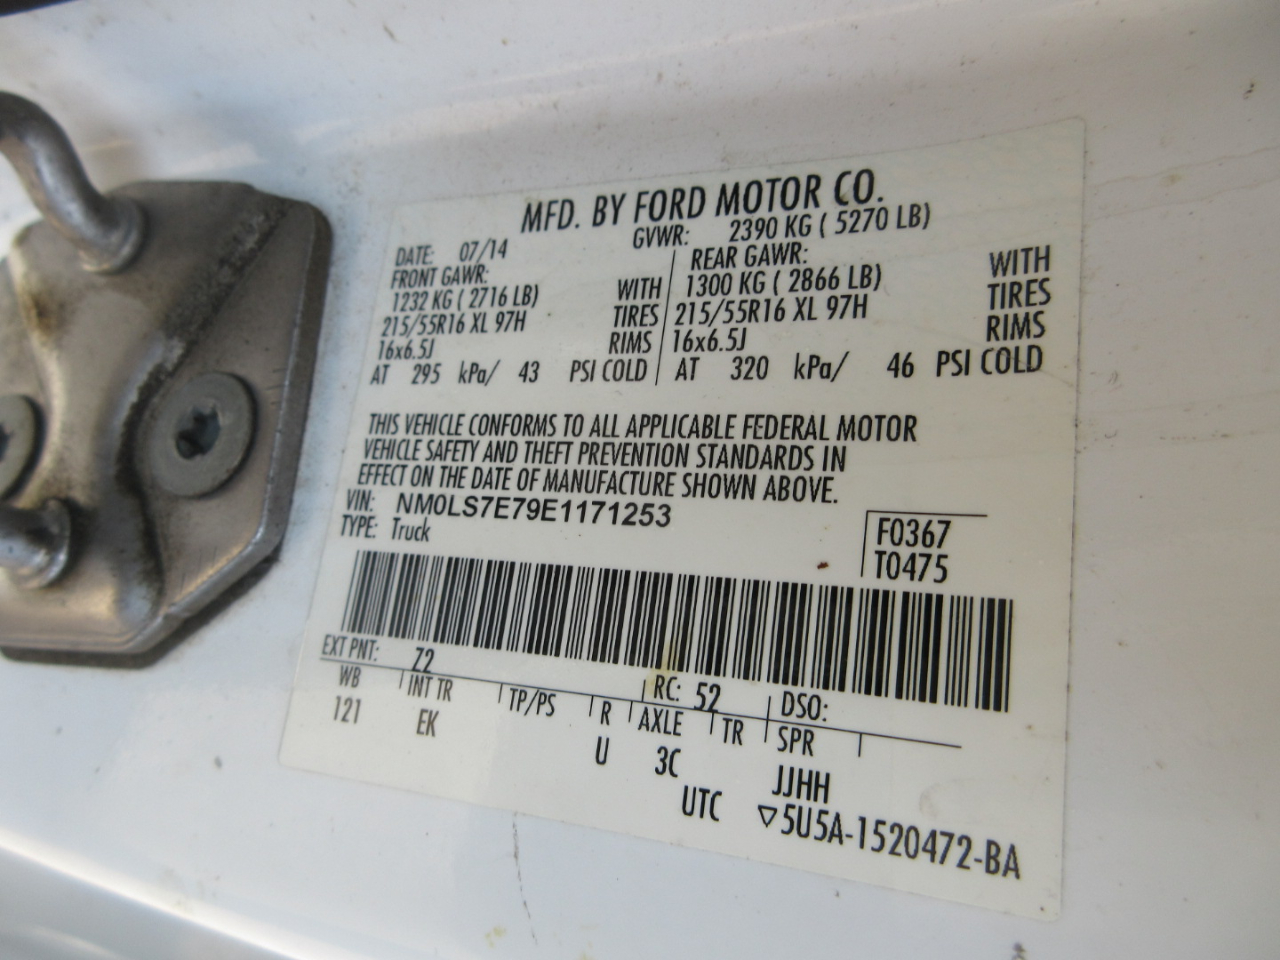 MFD. BY FORD MOTOR CO.
DATE: 07/14 GVWR: 2390 KG ( 5270 LB)
FRONT GAWR: REAR GAWR:
1232 KG ( 2716 LB) WITH 1300 KG ( 2866 LB) WITH
215/55R16 XL 97H TIRES 215/55R16 XL 97H TIRES
16x6.5J RIMS 16x6.5J RIMS
AT 295 kPa/ 43 PSI COLD AT 320 kPa/ 46 PSI COLD
THIS VEHICLE CONFORMS TO ALL APPLICABLE FEDERAL MOTOR
VEHICLE SAFETY AND THEFT PREVENTION STANDARDS IN
EFFECT ON THE DATE OF MANUFACTURE SHOWN ABOVE.
VIN: NM0LS7E79E1171253
TYPE: Truck
F0367
T0475
EXT PNT: Z2 RC: 52 DSO:
WB INT TR TP/PS R AXLE TR SPR
121 EK U 3C JJHH
UTC ▽5U5A-1520472-BA